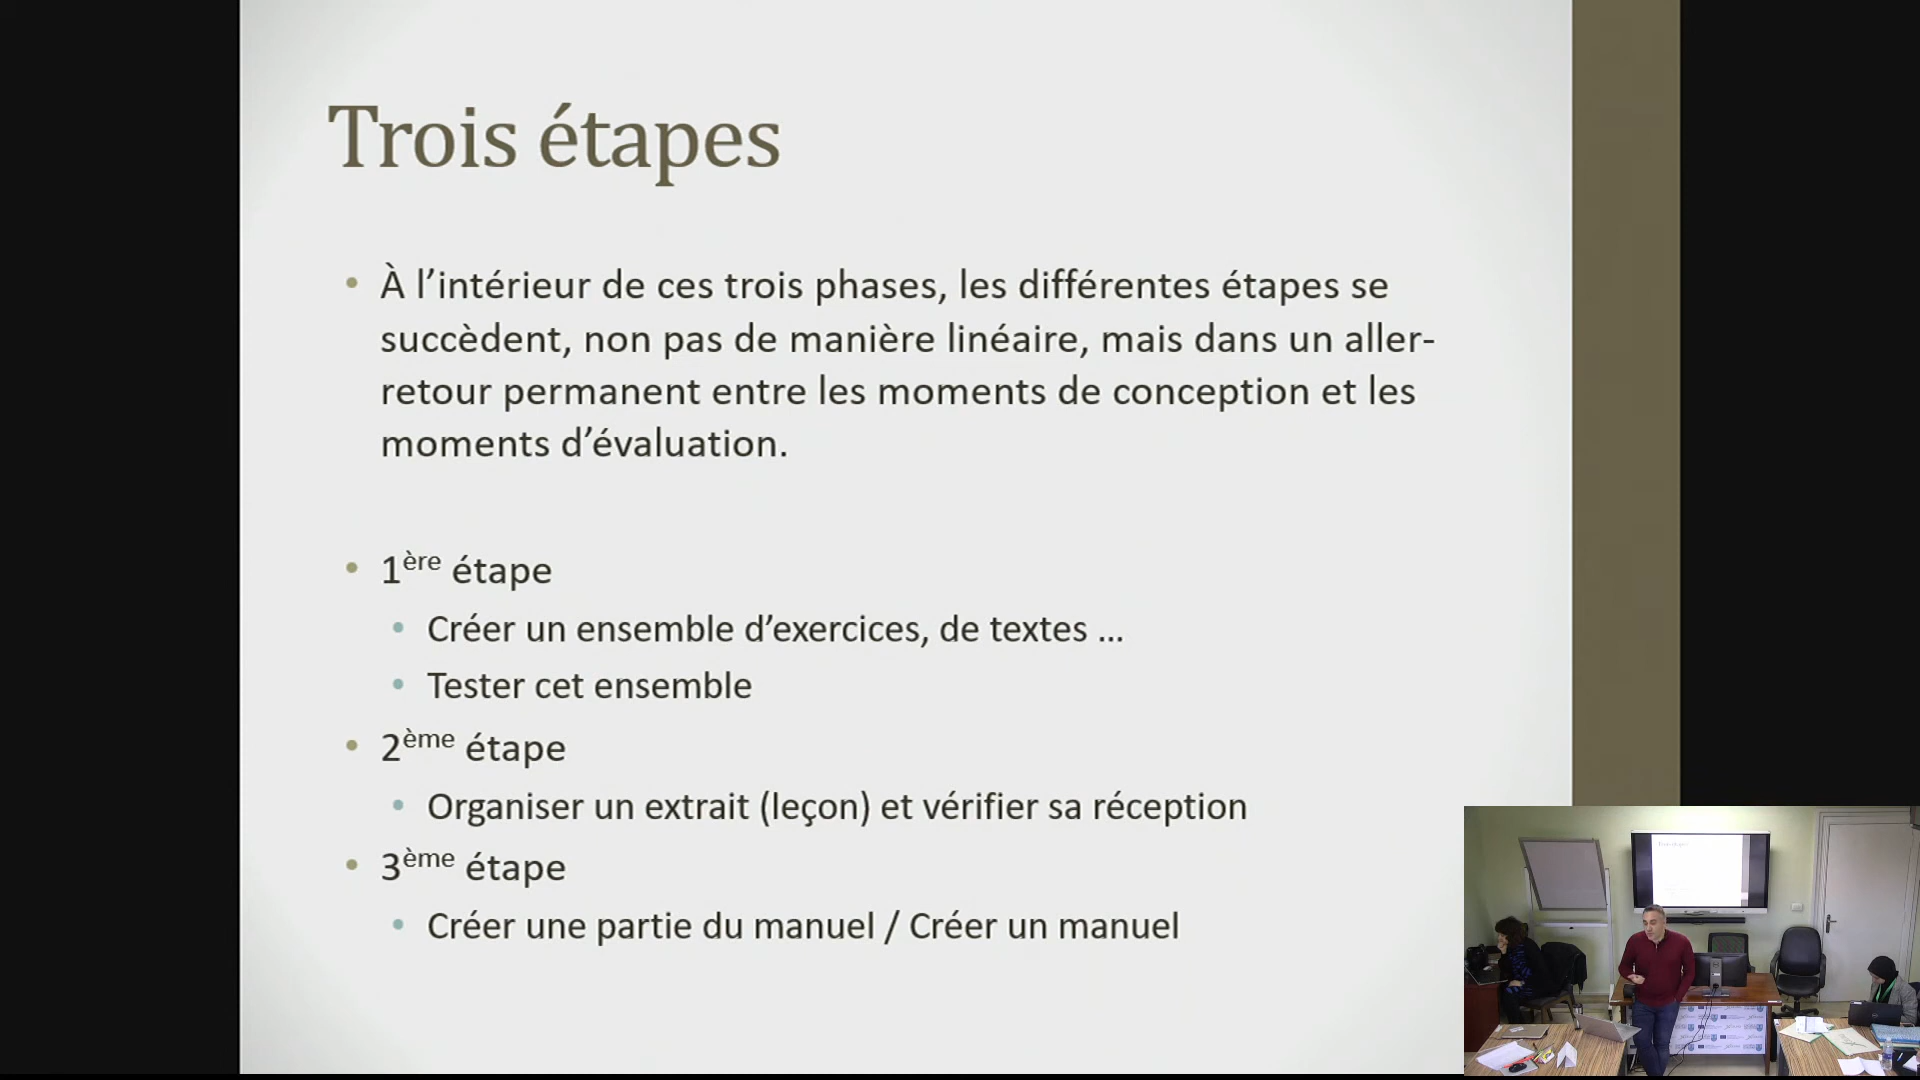 Trois étapes
• À l’intérieur de ces trois phases, les différentes étapes se
succèdent, non pas de manière linéaire, mais dans un aller-
retour permanent entre les moments de conception et les
moments d’évaluation.
• 1ère étape
• Créer un ensemble d’exercices, de textes ...
• Tester cet ensemble
• 2ème étape
• Organiser un extrait (leçon) et vérifier sa réception
• 3ème étape
• Créer une partie du manuel / Créer un manuel